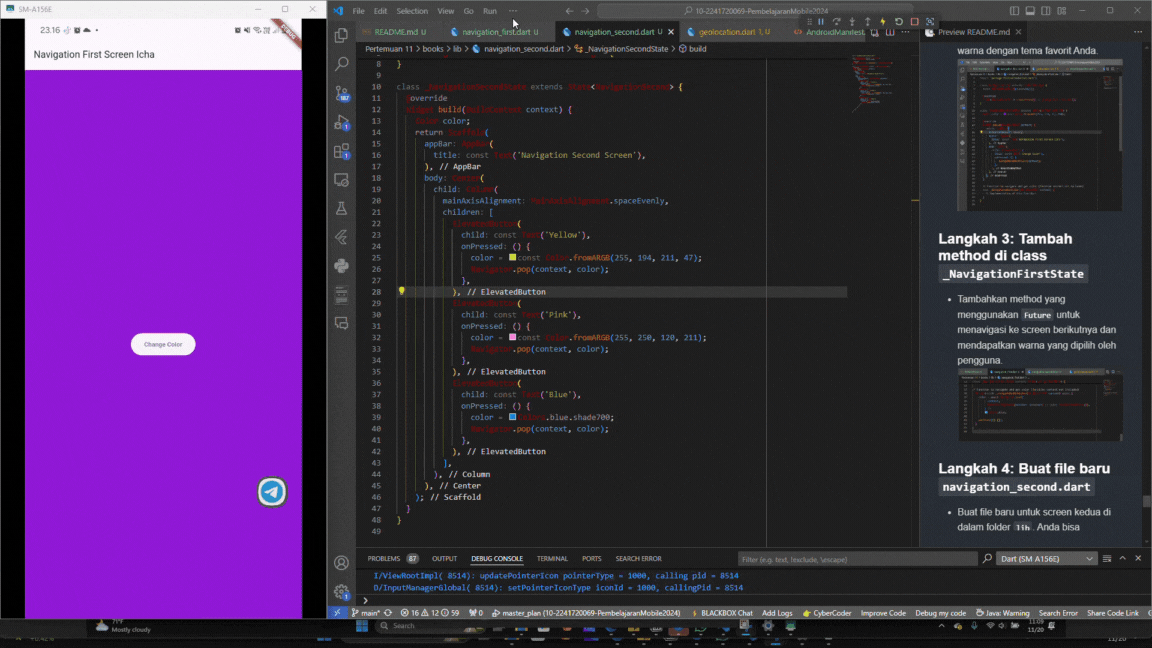 SM-A156E
23.16
Navigation First Screen Icha
DEBUG
Change Color
File Edit Selection View Go Run ···
10-2241720069-PembelajaranMobile2024
README.md U
navigation_first.dart U
navigation_second.dart U
geolocation.dart 1, U
AndroidManifest.
Preview README.md
Pertemuan 11 > books > lib > navigation_second.dart > _NavigationSecondState > build
8 }
10 class _NavigationSecondState extends State<NavigationSecond> {
11 override
12 Widget build(BuildContext context) {
13 Color color;
14 return Scaffold(
15 appBar: AppBar(
16 title: const Text('Navigation Second Screen'),
17 ), // AppBar
18 body: Center(
19 child: Column(
20 mainAxisAlignment: MainAxisAlignment.spaceEvenly,
21 children: [
22 ElevatedButton(
23 child: const Text('Yellow'),
24 onPressed: () {
25 color = const Color.fromARGB(255, 194, 211, 47);
26 Navigator.pop(context, color);
27 },
28 ), // ElevatedButton
29 ElevatedButton(
30 child: const Text('Pink'),
31 onPressed: () {
32 color = const Color.fromARGB(255, 250, 120, 211);
33 Navigator.pop(context, color);
34 },
35 ), // ElevatedButton
36 ElevatedButton(
37 child: const Text('Blue'),
38 onPressed: () {
39 color = Colors.blue.shade700;
40 Navigator.pop(context, color);
41 },
42 ), // ElevatedButton
43 ],
44 ), // Column
45 ), // Center
46 ); // Scaffold
47 }
48 }
49
warna dengan tema favorit Anda.
Langkah 3: Tambah
method di class
_NavigationFirstState
• Tambahkan method yang
menggunakan Future untuk
menavigasi ke screen berikutnya dan
mendapatkan warna yang dipilih oleh
pengguna.
Langkah 4: Buat file baru
navigation_second.dart
• Buat file baru untuk screen kedua di
dalam folder lib. Anda bisa
PROBLEMS 87 OUTPUT DEBUG CONSOLE TERMINAL PORTS SEARCH ERROR
Filter (e.g. text, !exclude, \escape)
Dart (SM A156E)
I/ViewRootImpl( 8514): updatePointerIcon pointerType = 1000, calling pid = 8514
D/InputManagerGlobal( 8514): setPointerIconType iconId = 1000, callingPid = 8514
>
main* 16 12 59 0 master_plan (10-2241720069-PembelajaranMobile2024) BLACKBOX Chat Add Logs CyberCoder Improve Code Debug my code Java: Warning Search Error Share Code Link
71°F
Mostly cloudy
Search
11:09
11/20